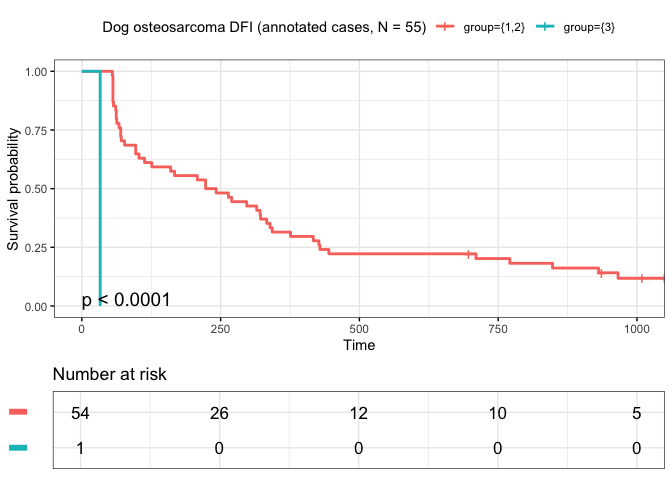 Dog osteosarcoma DFI (annotated cases, N = 55) group={1,2} group={3}
1.00
0.75
0.50
0.25
0.00
Survival probability
p < 0.0001
0 250 500 750 1000
Time
Number at risk
54 26 12 10 5
1 0 0 0 0